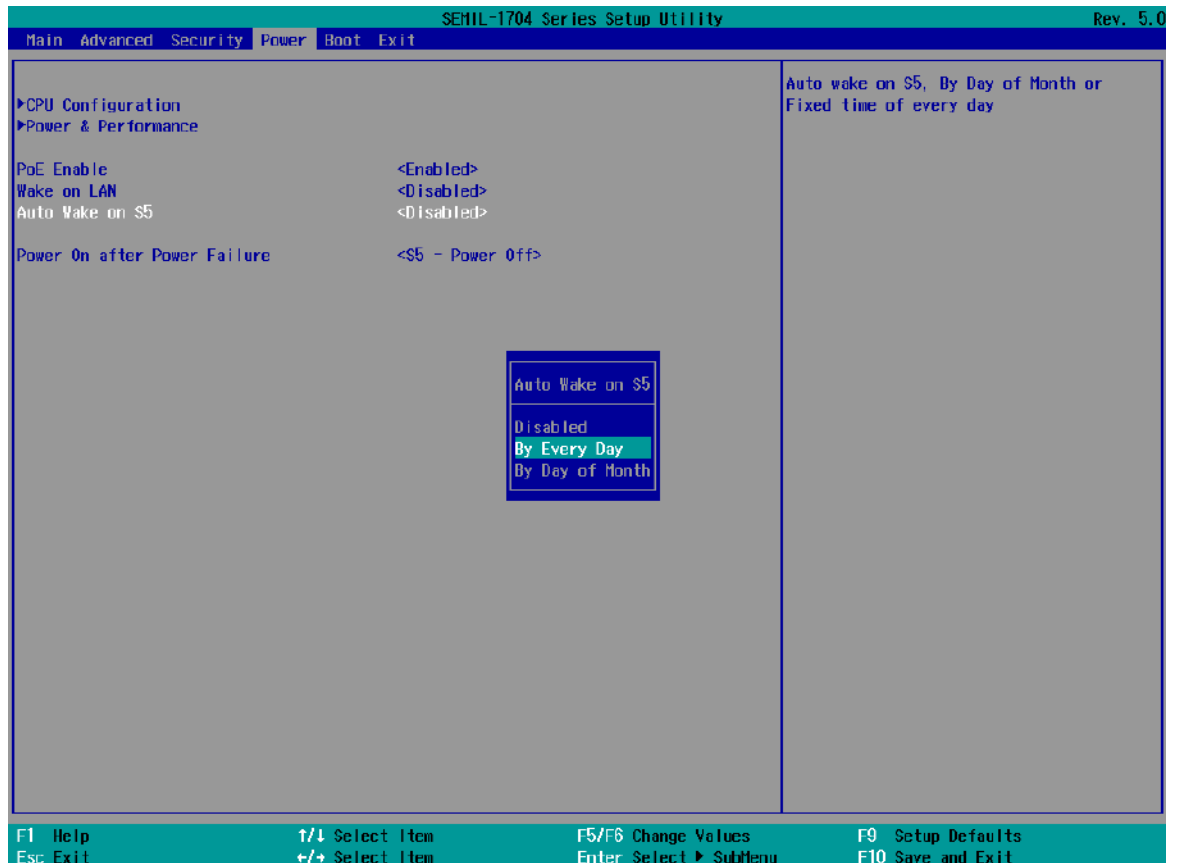 SEMIL-1704 Series Setup Utility Rev. 5.0
Main Advanced Security Power Boot Exit
Auto wake on S5, By Day of Month or
Fixed time of every day
►CPU Configuration
►Power & Performance
PoE Enable <Enabled>
Wake on LAN <Disabled>
Auto Wake on S5 <Disabled>
Power On after Power Failure <S5 - Power Off>
Auto Wake on S5
Disabled
By Every Day
By Day of Month
F1 Help ↑/↓ Select Item F5/F6 Change Values F9 Setup Defaults
Esc Exit ←/→ Select Item Enter Select ► SubMenu F10 Save and Exit